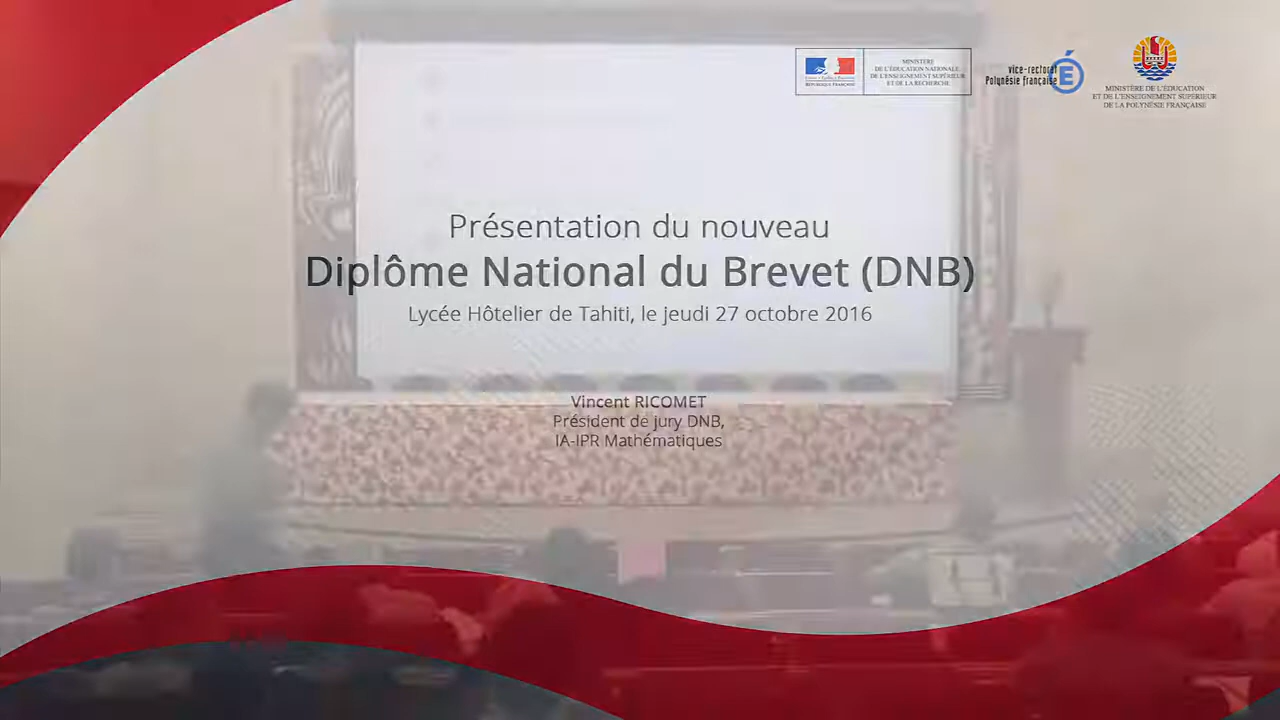 MINISTÈRE
DE L'ÉDUCATION NATIONALE
DE L'ENSEIGNEMENT SUPÉRIEUR
ET DE LA RECHERCHE
RÉPUBLIQUE FRANÇAISE
vice-rectorat
Polynésie française
MINISTÈRE DE L'ÉDUCATION
ET DE L'ENSEIGNEMENT SUPÉRIEUR
DE LA POLYNÉSIE FRANÇAISE
Présentation du nouveau
Diplôme National du Brevet (DNB)
Lycée Hôtelier de Tahiti, le jeudi 27 octobre 2016
Vincent RICOMET
Président de jury DNB,
IA-IPR Mathématiques